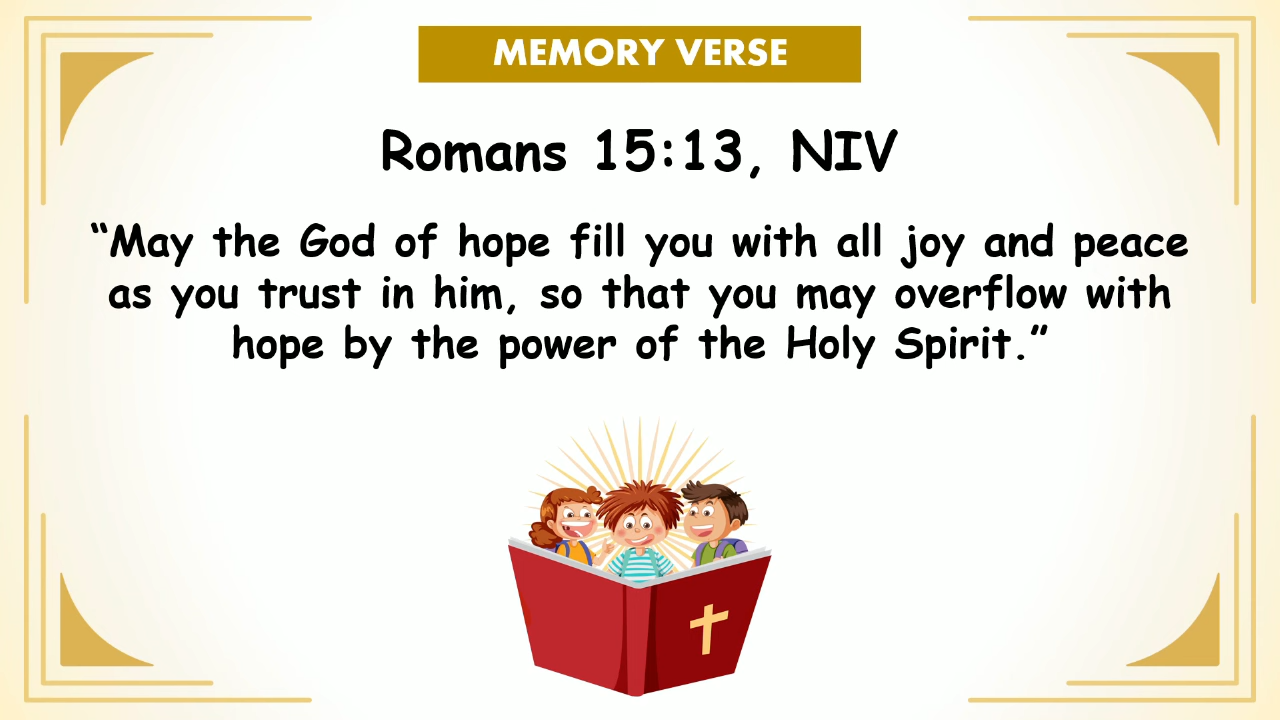 MEMORY VERSE
Romans 15:13, NIV
“May the God of hope fill you with all joy and peace
as you trust in him, so that you may overflow with
hope by the power of the Holy Spirit.”